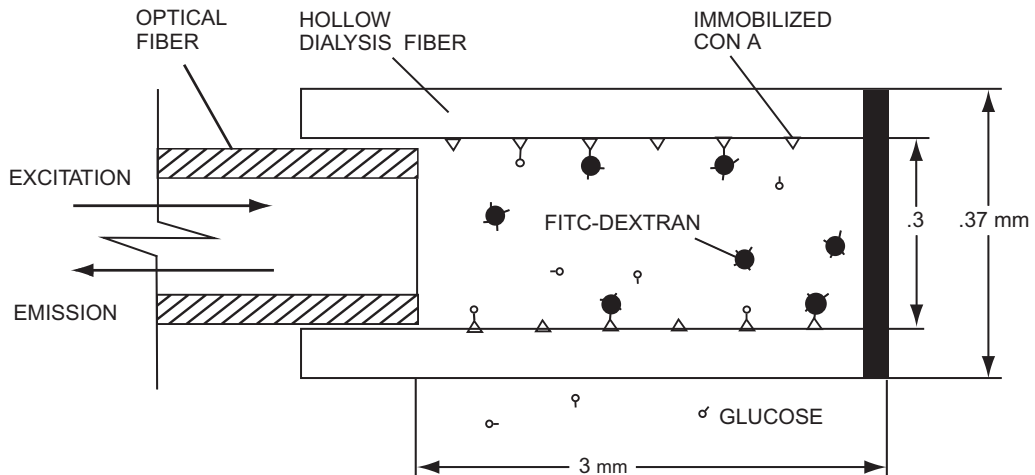 OPTICAL
FIBER
HOLLOW
DIALYSIS FIBER
IMMOBILIZED
CON A
EXCITATION
FITC-DEXTRAN
.3
.37 mm
EMISSION
GLUCOSE
3 mm